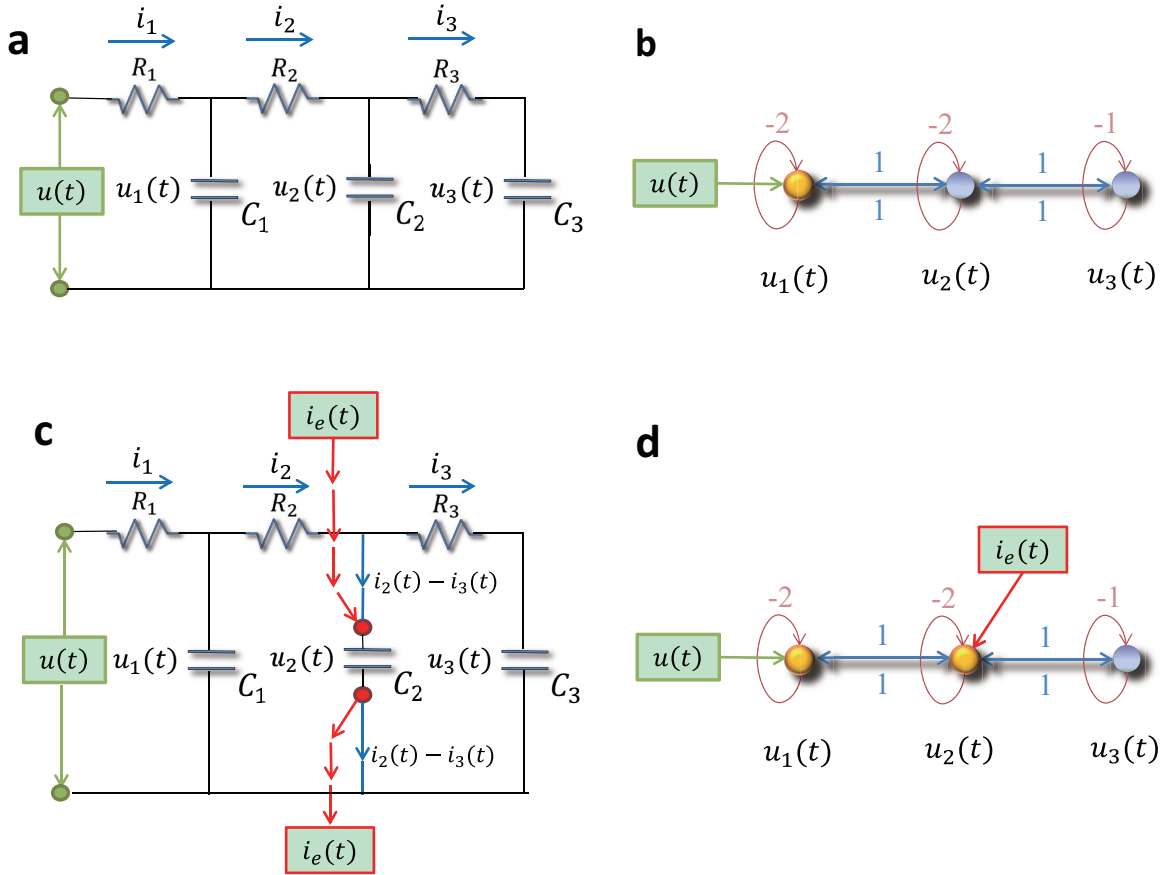 a
i₁ i₂ i₃
R₁ R₂ R₃
u(t) u₁(t) C₁ u₂(t) C₂ u₃(t) C₃
b
-2 -2 -1
1 1
u(t)
1 1
u₁(t) u₂(t) u₃(t)
c
iₑ(t)
i₁ i₂ i₃
R₁ R₂ R₃
i₂(t) − i₃(t)
u(t) u₁(t) C₁ u₂(t) C₂ u₃(t) C₃
i₂(t) − i₃(t)
iₑ(t)
d
iₑ(t)
-2 -2 -1
1 1
u(t)
1 1
u₁(t) u₂(t) u₃(t)